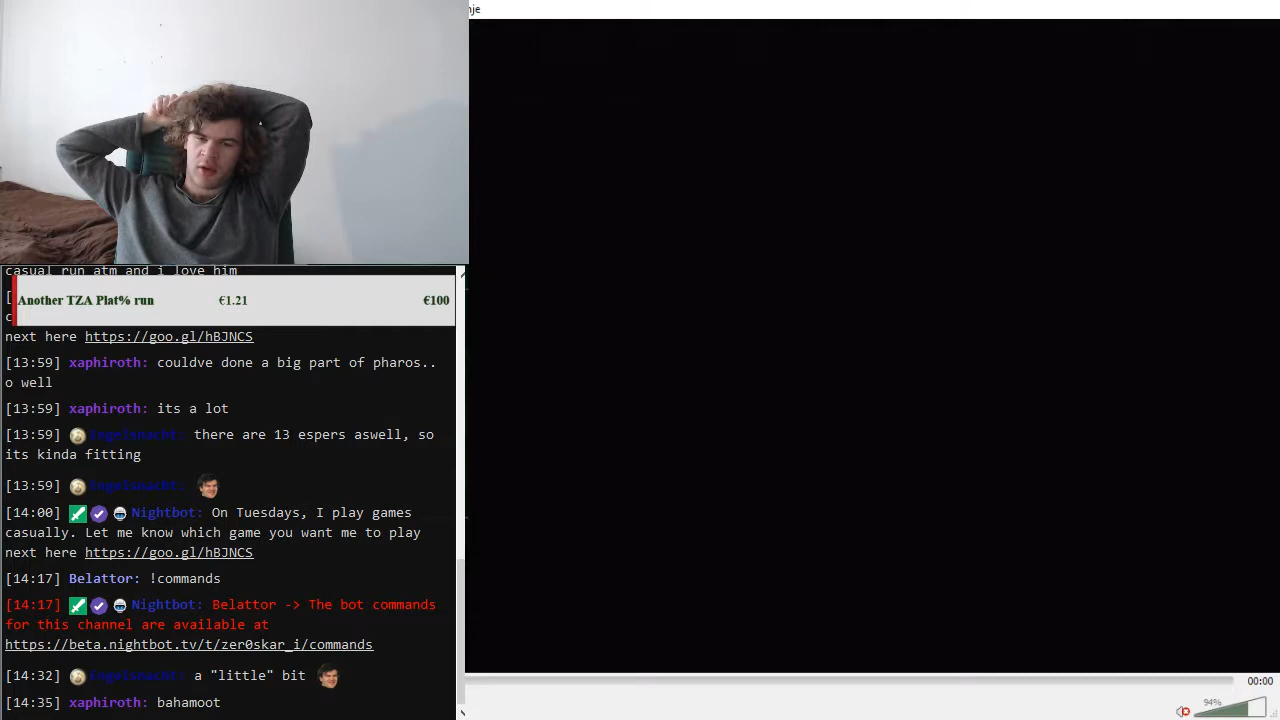 nje
casual run atm and i love him
Another TZA Plat% run €1.21 €100
next here https://goo.gl/hBJNCS
[13:59] xaphiroth: couldve done a big part of pharos..
o well
[13:59] xaphiroth: its a lot
[13:59] Engelsnacht: there are 13 espers aswell, so
its kinda fitting
[13:59] Engelsnacht:
[14:00] Nightbot: On Tuesdays, I play games
casually. Let me know which game you want me to play
next here https://goo.gl/hBJNCS
[14:17] Belattor: !commands
[14:17] Nightbot: Belattor -> The bot commands
for this channel are available at
https://beta.nightbot.tv/t/zer0skar_i/commands
[14:32] Engelsnacht: a "little" bit
[14:35] xaphiroth: bahamoot
00:00
94%